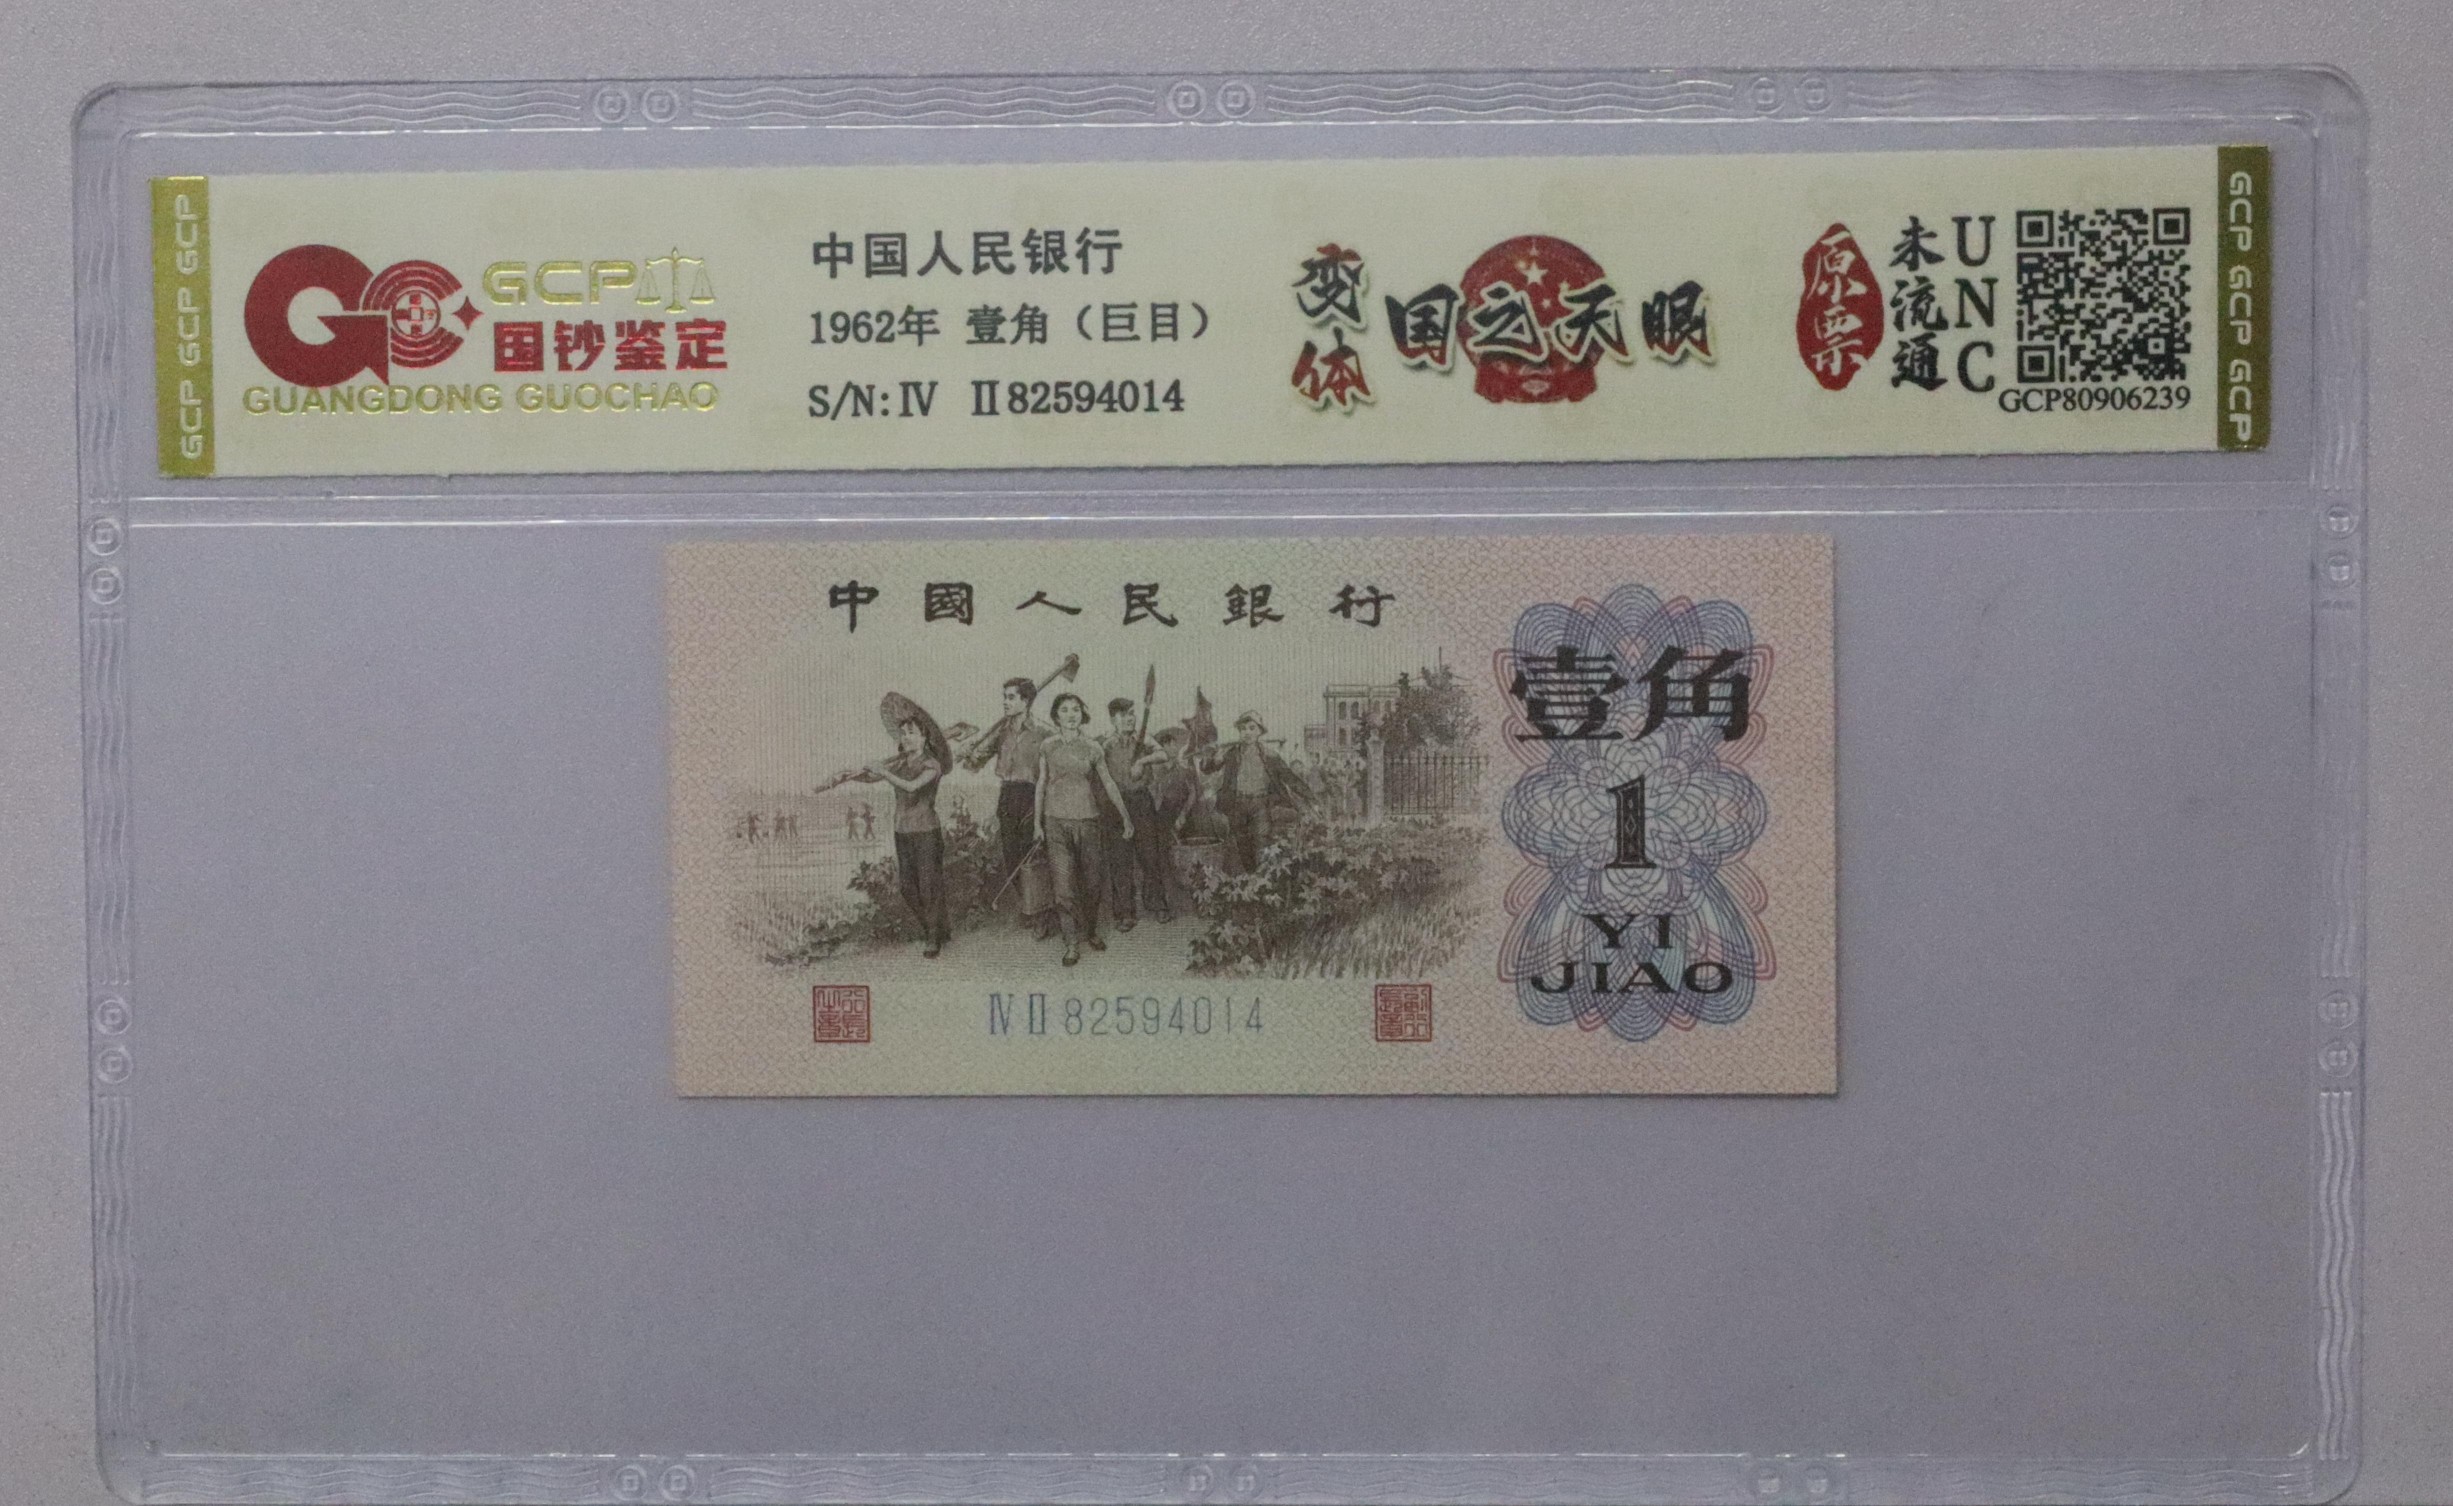 GCP GCP GCP
GCP
国钞鉴定
GUANGDONG GUOCHAO
中国人民银行
1962年 壹角（巨目）
S/N: IV II 82594014
变体
国之天眼
原票
未流通
UNC
GCP80906239
GCP GCP GCP
中國人民銀行
壹角
1
YI
JIAO
IV II 82594014